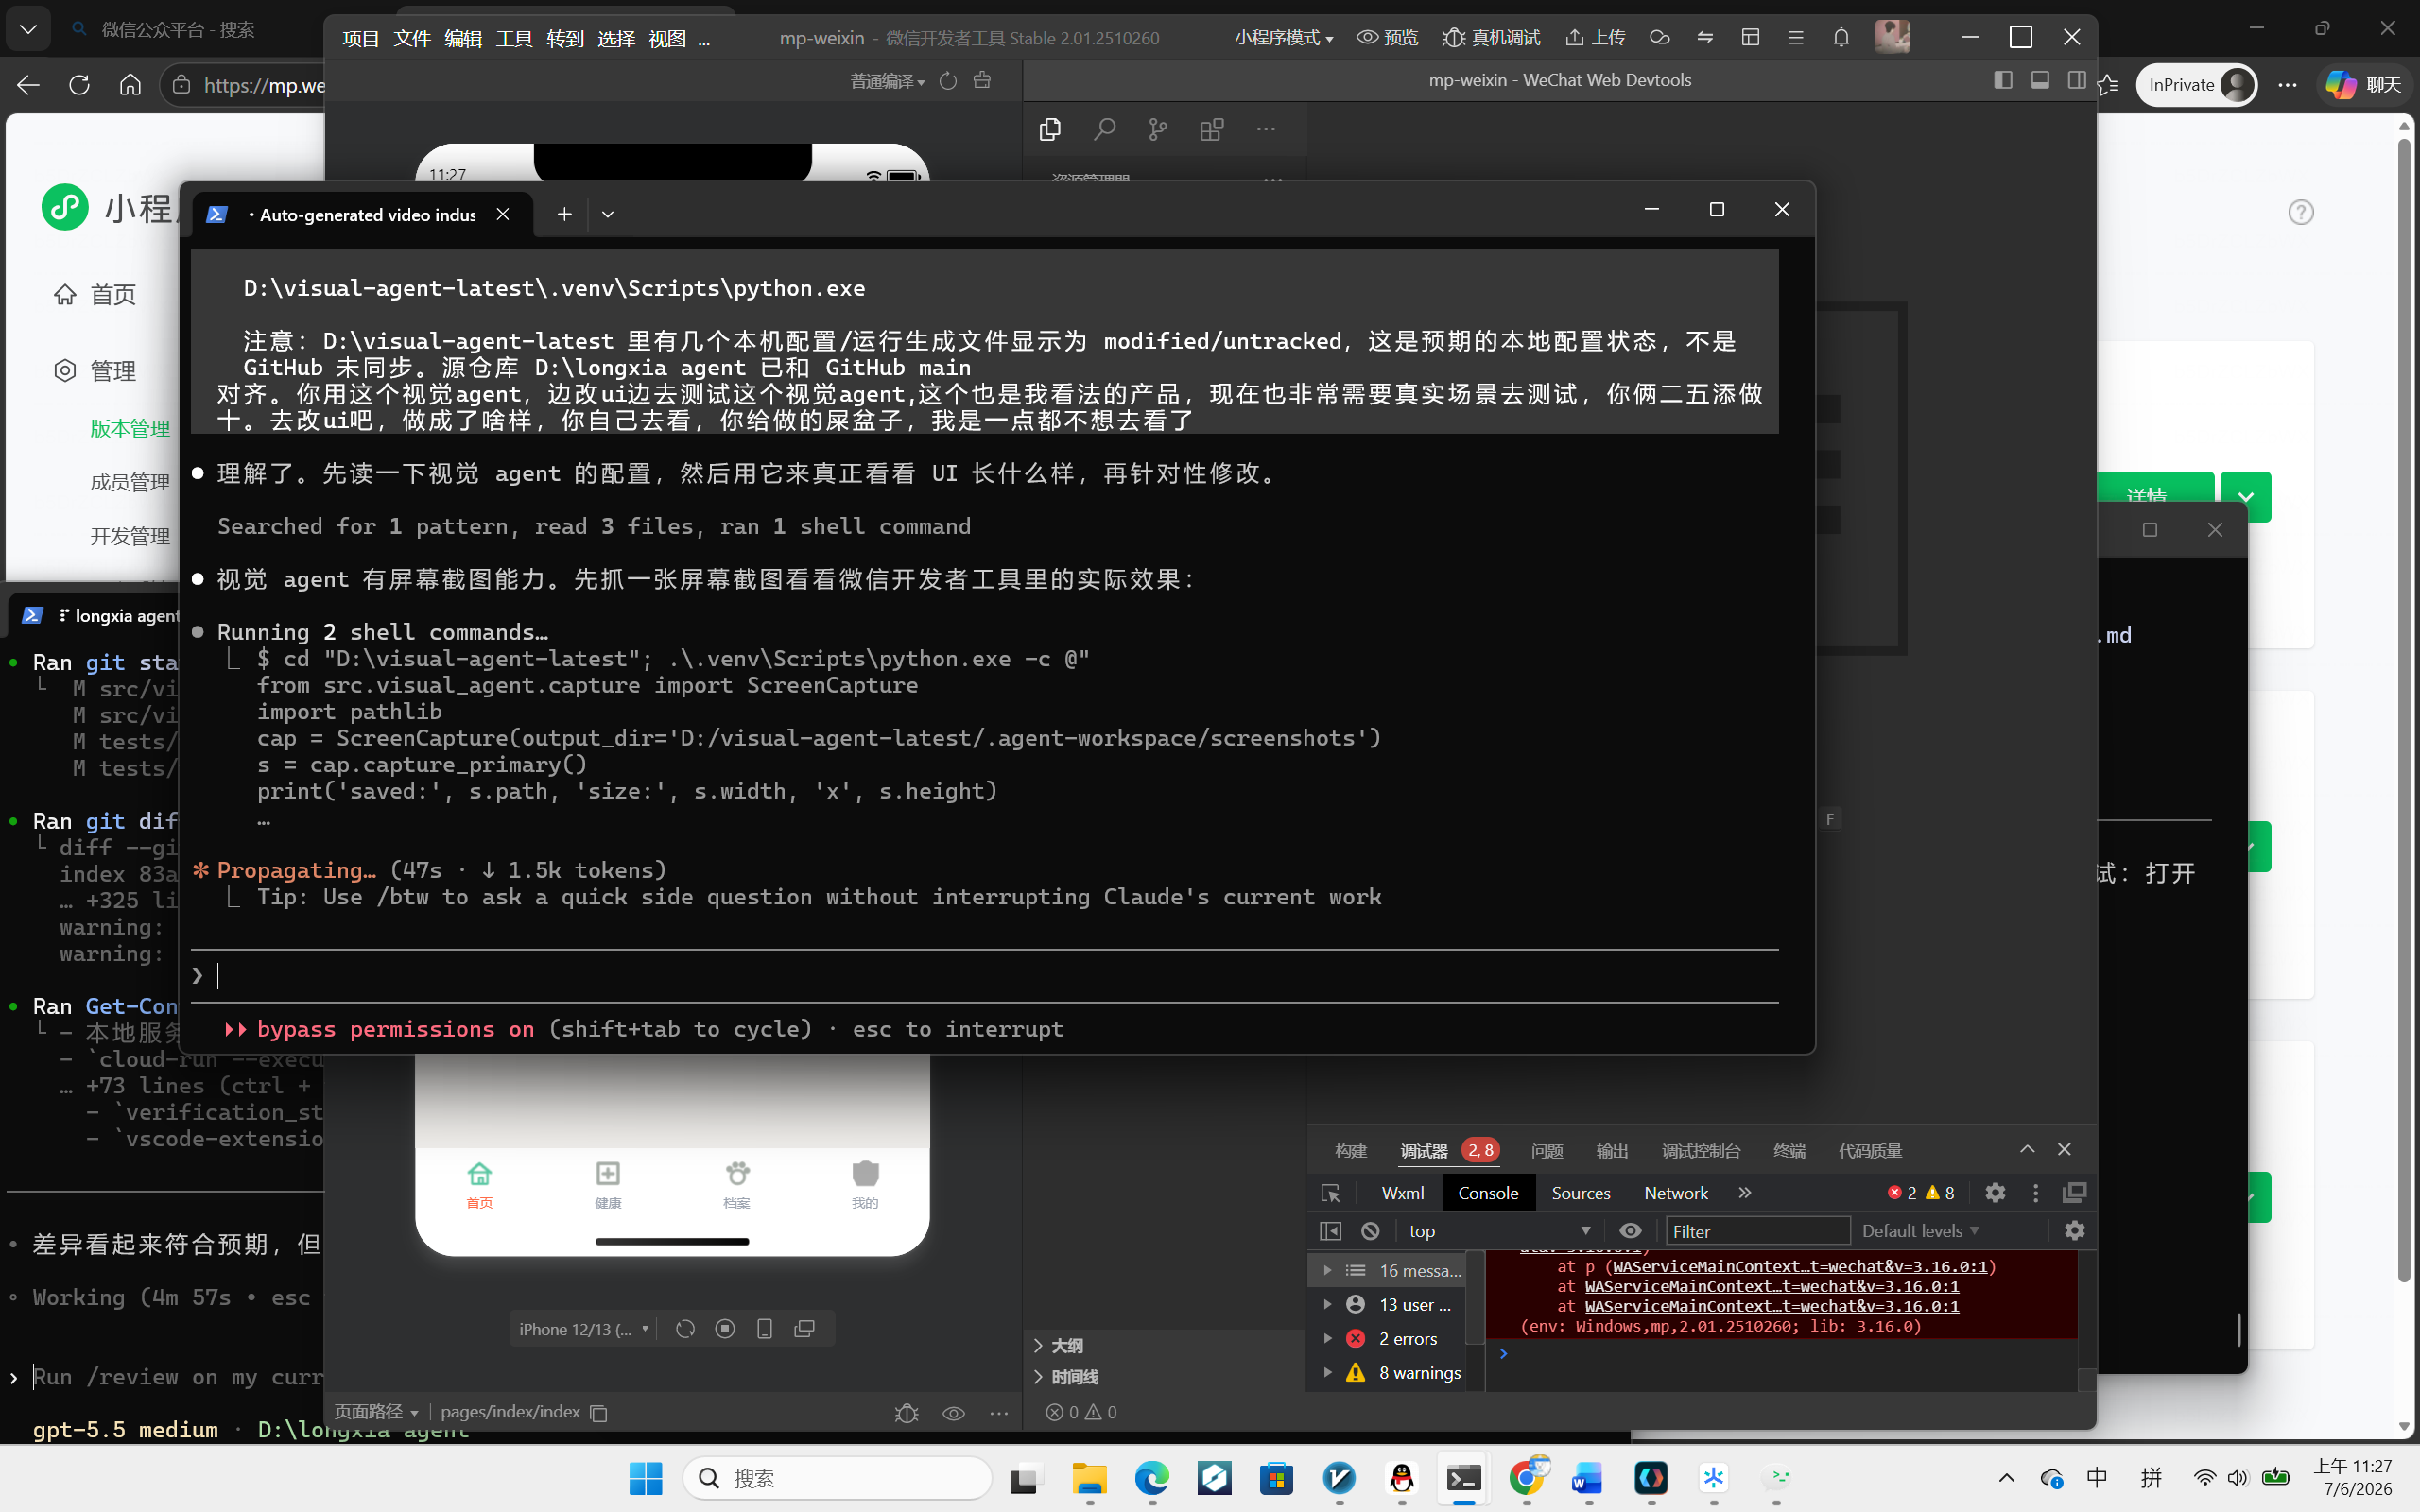 微信公众平台 - 搜索
https://mp.we
InPrivate
聊天
小程
首页
管理
版本管理
成员管理
开发管理
详情
项目 文件 编辑 工具 转到 选择 视图 ...
mp-weixin - 微信开发者工具 Stable 2.01.2510260
小程序模式 预览 真机调试 上传
普通编译
mp-weixin - WeChat Web Devtools
11:27
资源管理器
Auto-generated video indus
D:\visual-agent-latest\.venv\Scripts\python.exe
注意：D:\visual-agent-latest 里有几个本机配置/运行生成文件显示为 modified/untracked，这是预期的本地配置状态，不是
GitHub 未同步。源仓库 D:\longxia agent 已和 GitHub main
对齐。你用这个视觉agent，边改ui边去测试这个视觉agent,这个也是我看法的产品，现在也非常需要真实场景去测试，你俩二五添做
十。去改ui吧，做成了啥样，你自己去看，你给做的屎盆子，我是一点都不想去看了
● 理解了。先读一下视觉 agent 的配置，然后用它来真正看看 UI 长什么样，再针对性修改。
Searched for 1 pattern, read 3 files, ran 1 shell command
● 视觉 agent 有屏幕截图能力。先抓一张屏幕截图看看微信开发者工具里的实际效果：
● Running 2 shell commands…
$ cd "D:\visual-agent-latest"; .\.venv\Scripts\python.exe -c @"
from src.visual_agent.capture import ScreenCapture
import pathlib
cap = ScreenCapture(output_dir='D:/visual-agent-latest/.agent-workspace/screenshots')
s = cap.capture_primary()
print('saved:', s.path, 'size:', s.width, 'x', s.height)
…
✻ Propagating… (47s · ↓ 1.5k tokens)
Tip: Use /btw to ask a quick side question without interrupting Claude's current work
❯
bypass permissions on (shift+tab to cycle) · esc to interrupt
longxia agent
• Ran git sta
M src/vi
M src/vi
M tests/
M tests/
• Ran git dif
diff --gi
index 83a
… +325 li
warning:
warning:
• Ran Get-Con
- 本地服务
- `cloud-run --execu
… +73 lines (ctrl +
- `verification_st
- `vscode-extensio
• 差异看起来符合预期，但
Working (4m 57s • esc
› Run /review on my curr
gpt-5.5 medium · D:\longxia agent
.md
试：打开
F
首页 健康 档案 我的
iPhone 12/13 (...
页面路径 pages/index/index
大纲
时间线
0 0
构建 调试器 2, 8 问题 输出 调试控制台 终端 代码质量
Wxml Console Sources Network » 2 8
top Filter Default levels
16 messa...
13 user ...
2 errors
8 warnings
at p (WAServiceMainContext…t=wechat&v=3.16.0:1)
at WAServiceMainContext…t=wechat&v=3.16.0:1
at WAServiceMainContext…t=wechat&v=3.16.0:1
(env: Windows,mp,2.01.2510260; lib: 3.16.0)
搜索
中 拼
上午 11:27
7/6/2026